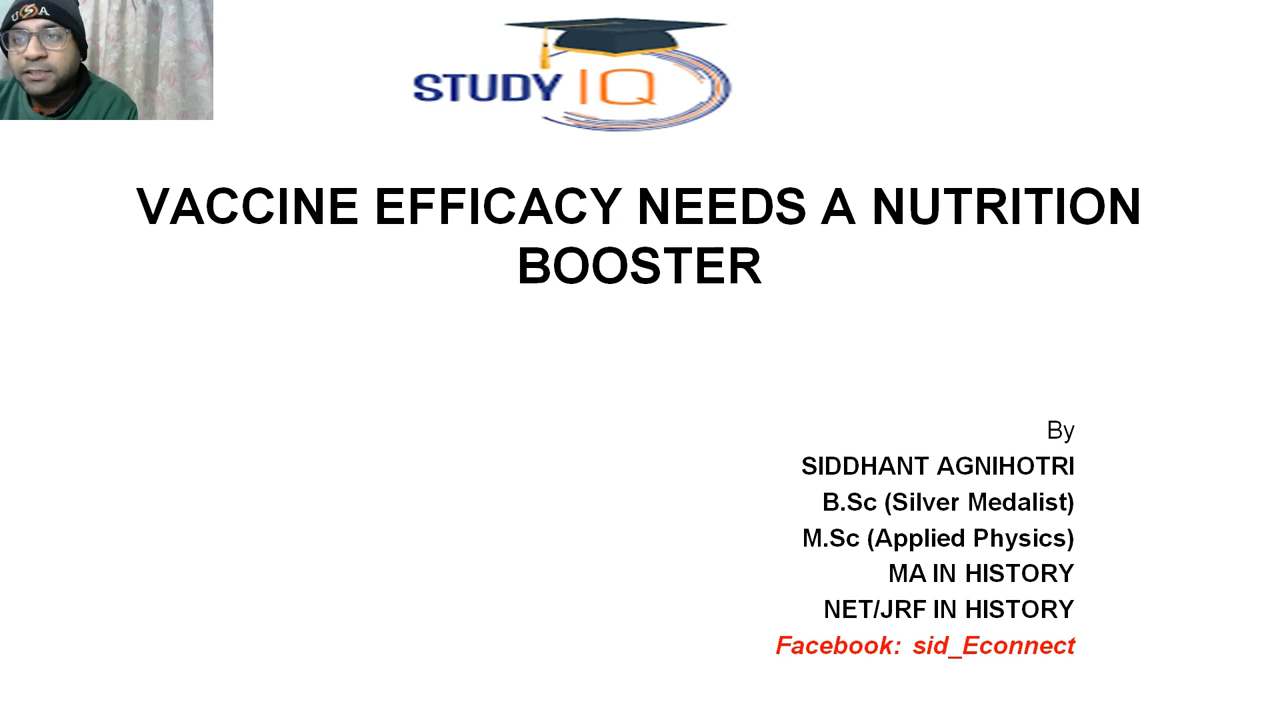 USA
STUDY IQ
VACCINE EFFICACY NEEDS A NUTRITION
BOOSTER
By
SIDDHANT AGNIHOTRI
B.Sc (Silver Medalist)
M.Sc (Applied Physics)
MA IN HISTORY
NET/JRF IN HISTORY
Facebook: sid_Econnect